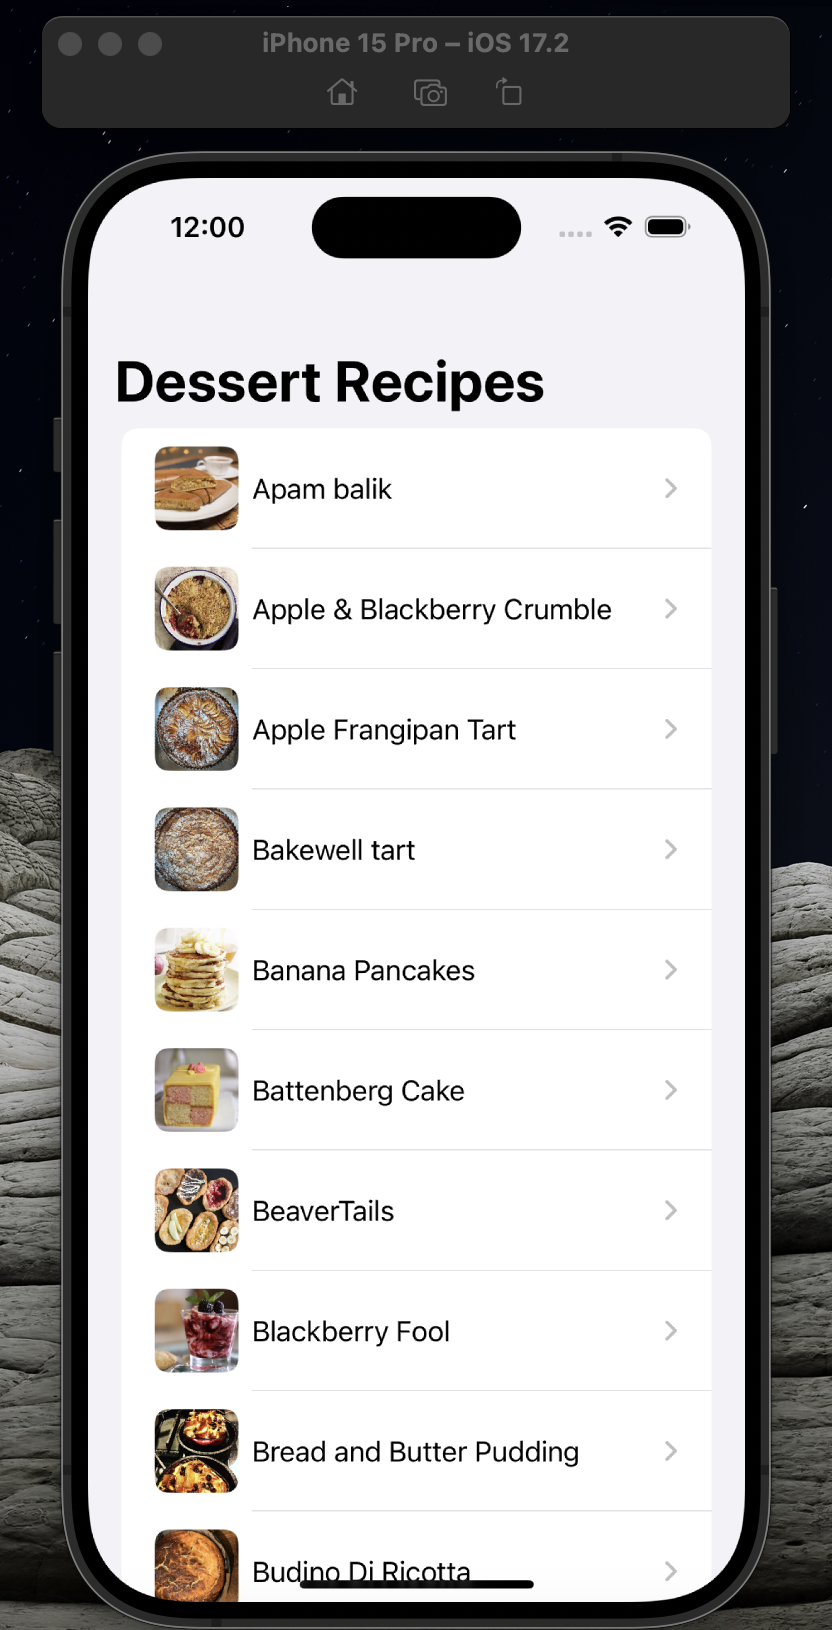 iPhone 15 Pro – iOS 17.2
12:00
Dessert Recipes
Apam balik
Apple & Blackberry Crumble
Apple Frangipan Tart
Bakewell tart
Banana Pancakes
Battenberg Cake
BeaverTails
Blackberry Fool
Bread and Butter Pudding
Budino Di Ricotta